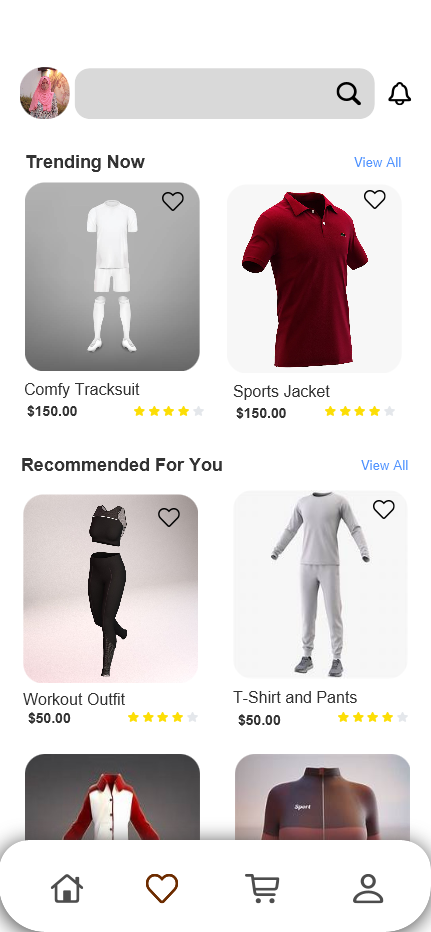 Trending Now
View All
Comfy Tracksuit
$150.00
Sports Jacket
$150.00
Recommended For You
View All
Workout Outfit
$50.00
T-Shirt and Pants
$50.00
Sport